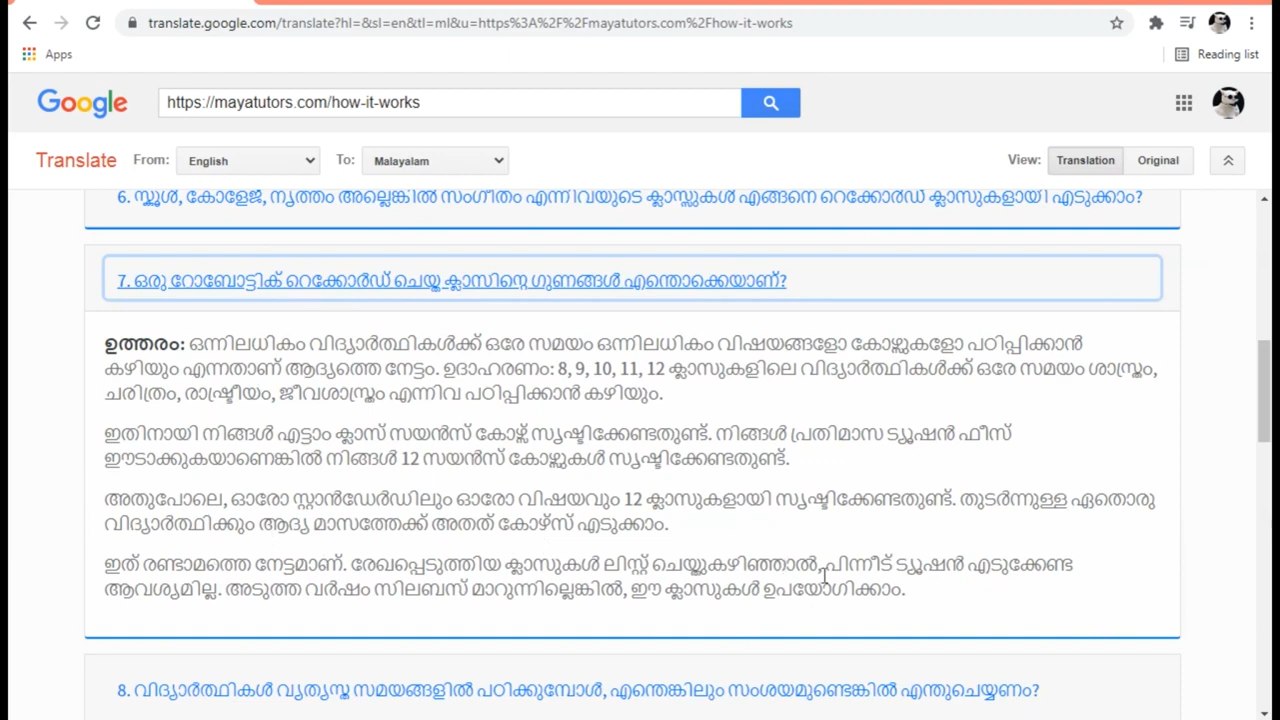 translate.google.com/translate?hl=&sl=en&tl=ml&u=https%3A%2F%2Fmayatutors.com%2Fhow-it-works
Apps
Reading list
Google
https://mayatutors.com/how-it-works
Translate From: English To: Malayalam View: Translation Original
6. സ്കൂൾ, കോളേജ്, നൃത്തം അല്ലെങ്കിൽ സംഗീതം എന്നിവയുടെ ക്ലാസ്സുകൾ എങ്ങനെ റെക്കോർഡ് ക്ലാസുകളായി എടുക്കാം?
7. ഒരു റോബോട്ടിക് റെക്കോർഡ് ചെയ്ത ക്ലാസിന്റെ ഗുണങ്ങൾ എന്തൊക്കെയാണ്?
ഉത്തരം: ഒന്നിലധികം വിദ്യാർത്ഥികൾക്ക് ഒരേ സമയം ഒന്നിലധികം വിഷയങ്ങളോ കോഴ്സുകളോ പഠിപ്പിക്കാൻ
കഴിയും എന്നതാണ് ആദ്യത്തെ നേട്ടം. ഉദാഹരണം: 8, 9, 10, 11, 12 ക്ലാസുകളിലെ വിദ്യാർത്ഥികൾക്ക് ഒരേ സമയം ശാസ്ത്രം,
ചരിത്രം, രാഷ്ട്രീയം, ജീവശാസ്ത്രം എന്നിവ പഠിപ്പിക്കാൻ കഴിയും.
ഇതിനായി നിങ്ങൾ എട്ടാം ക്ലാസ് സയൻസ് കോഴ്സ് സൃഷ്ടിക്കേണ്ടതുണ്ട്. നിങ്ങൾ പ്രതിമാസ ട്യൂഷൻ ഫീസ്
ഈടാക്കുകയാണെങ്കിൽ നിങ്ങൾ 12 സയൻസ് കോഴ്സുകൾ സൃഷ്ടിക്കേണ്ടതുണ്ട്.
അതുപോലെ, ഓരോ സ്റ്റാൻഡേർഡിലും ഓരോ വിഷയവും 12 ക്ലാസുകളായി സൃഷ്ടിക്കേണ്ടതുണ്ട്. തുടർന്നുള്ള ഏതൊരു
വിദ്യാർത്ഥിക്കും ആദ്യ മാസത്തേക്ക് അതത് കോഴ്സ് എടുക്കാം.
ഇത് രണ്ടാമത്തെ നേട്ടമാണ്. രേഖപ്പെടുത്തിയ ക്ലാസുകൾ ലിസ്റ്റ് ചെയ്തുകഴിഞ്ഞാൽ, പിന്നീട് ട്യൂഷൻ എടുക്കേണ്ട
ആവശ്യമില്ല. അടുത്ത വർഷം സിലബസ് മാറുന്നില്ലെങ്കിൽ, ഈ ക്ലാസുകൾ ഉപയോഗിക്കാം.
8. വിദ്യാർത്ഥികൾ വ്യത്യസ്ത സമയങ്ങളിൽ പഠിക്കുമ്പോൾ, എന്തെങ്കിലും സംശയമുണ്ടെങ്കിൽ എന്തുചെയ്യണം?